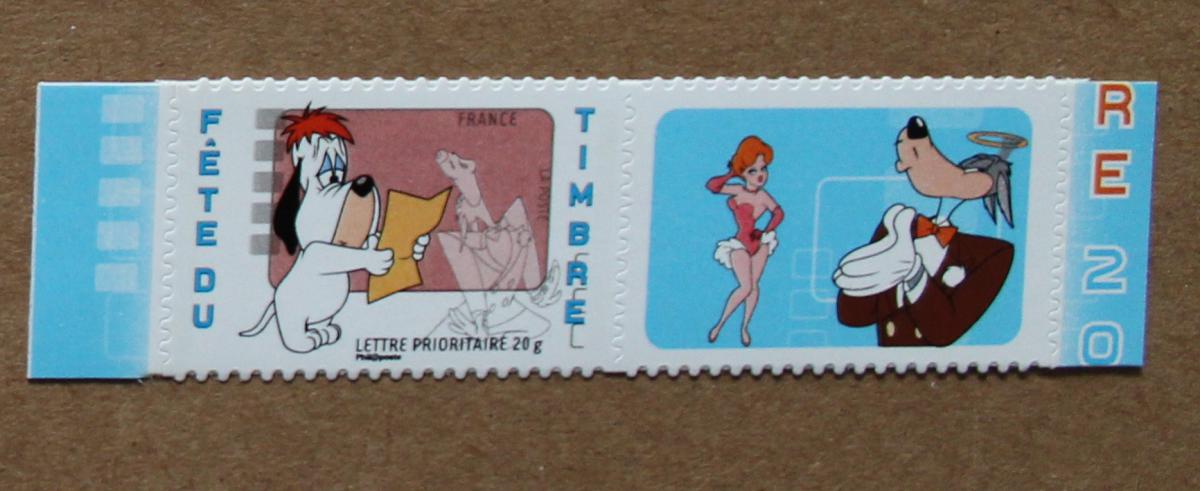 FÊTE DU
TIMBRE
FRANCE
LA POSTE
LETTRE PRIORITAIRE 20 g
Phil@poste
RE 20